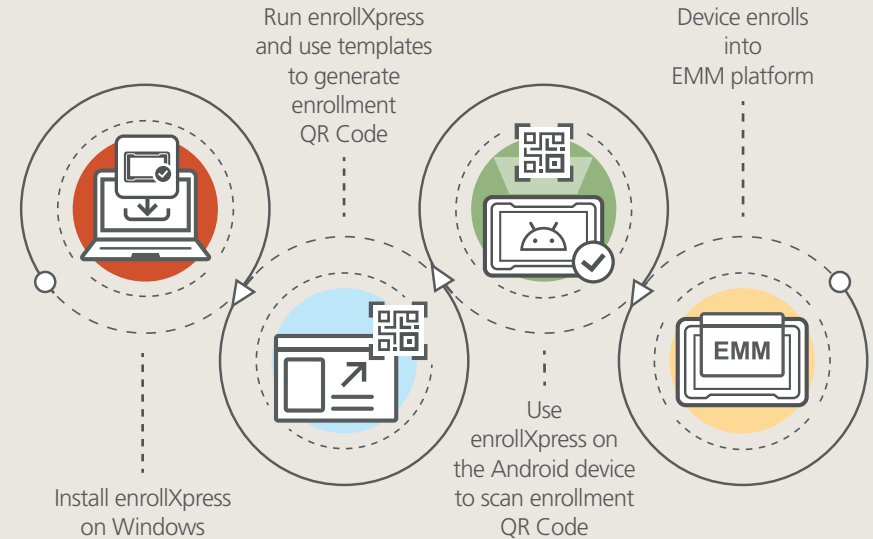 Run enrollXpress
and use templates
to generate
enrollment
QR Code
Device enrolls
into
EMM platform
EMM
Use
enrollXpress on
the Android device
to scan enrollment
QR Code
Install enrollXpress
on Windows